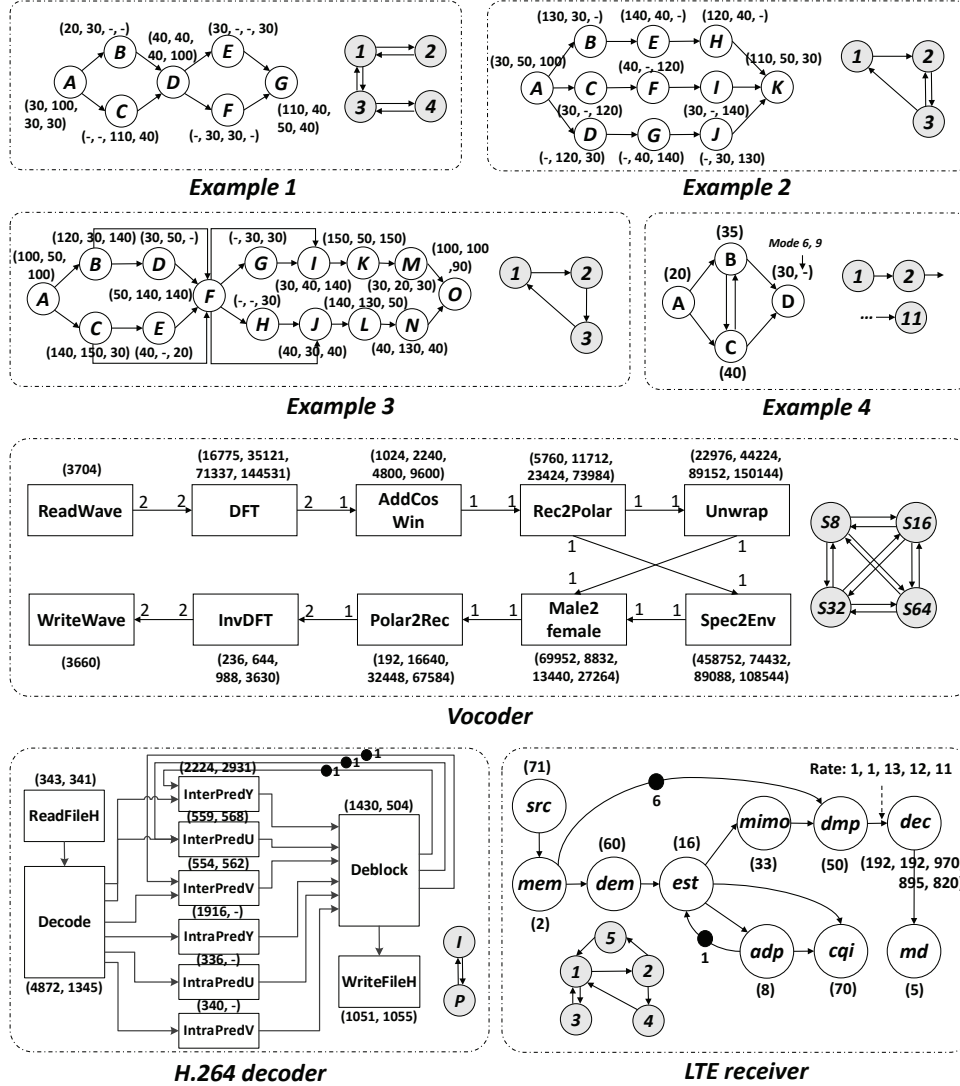 (20, 30, -, -)
(40, 40,
40, 100)
(30, -, -, 30)
B
E
A
D
G
C
F
(30, 100,
30, 30)
(-, -, 110, 40)
(-, 30, 30, -)
(110, 40,
50, 40)
1
2
3
4
Example 1
(130, 30, -)
(140, 40, -)
(120, 40, -)
B
E
H
(30, 50, 100)
(40, -, 120)
(110, 50, 30)
A
C
F
I
K
(30, -, 120)
(30, -, 140)
D
G
J
(-, 120, 30)
(-, 40, 140)
(-, 30, 130)
1
2
3
Example 2
(120, 30, 140)
(30, 50, -)
(-, 30, 30)
(150, 50, 150)
(100, 50,
100)
B
D
G
I
K
M
(100, 100
,90)
(50, 140, 140)
(30, 40, 140)
(30, 20, 30)
A
F
O
(-, -, 30)
(140, 130, 50)
C
E
H
J
L
N
(140, 150, 30)
(40, -, 20)
(40, 30, 40)
(40, 130, 40)
1
2
3
Example 3
(35)
Mode 6, 9
B
(20)
(30, -)
A
D
C
(40)
1
2
...
11
Example 4
(3704)
(16775, 35121,
71337, 144531)
(1024, 2240,
4800, 9600)
(5760, 11712,
23424, 73984)
(22976, 44224,
89152, 150144)
ReadWave
2
2
DFT
2
1
AddCos
Win
1
1
Rec2Polar
1
1
Unwrap
1
1
1
1
WriteWave
2
2
InvDFT
2
1
Polar2Rec
1
1
Male2
female
1
1
Spec2Env
(3660)
(236, 644,
988, 3630)
(192, 16640,
32448, 67584)
(69952, 8832,
13440, 27264)
(458752, 74432,
89088, 108544)
S8
S16
S32
S64
Vocoder
1
1
1
(343, 341)
ReadFileH
(2224, 2931)
InterPredY
(559, 568)
InterPredU
(554, 562)
InterPredV
(1916, -)
IntraPredY
(336, -)
IntraPredU
(340, -)
IntraPredV
Decode
(4872, 1345)
(1430, 504)
Deblock
WriteFileH
(1051, 1055)
I
P
H.264 decoder
(71)
src
6
Rate: 1, 1, 13, 12, 11
mimo
dmp
dec
(60)
(16)
(33)
(50)
(192, 192, 970,
895, 820)
mem
dem
est
(2)
1
adp
cqi
md
(8)
(70)
(5)
5
1
2
3
4
LTE receiver